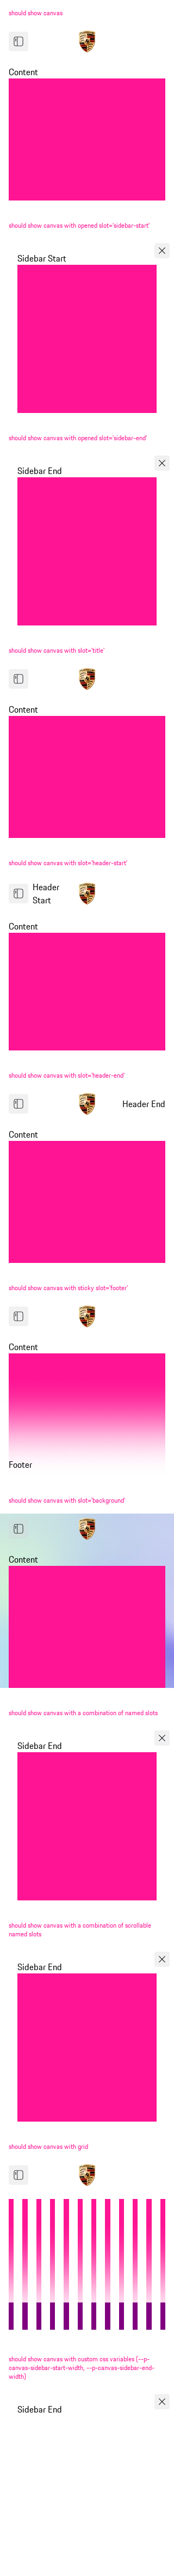 should show canvas
Content
should show canvas with opened slot='sidebar-start'
Sidebar Start
should show canvas with opened slot='sidebar-end'
Sidebar End
should show canvas with slot='title'
Content
should show canvas with slot='header-start'
Header
Start
Content
should show canvas with slot='header-end'
Header End
Content
should show canvas with sticky slot='footer'
Content
Footer
should show canvas with slot='background'
Content
should show canvas with a combination of named slots
Sidebar End
should show canvas with a combination of scrollable
named slots
Sidebar End
should show canvas with grid
should show canvas with custom css variables (--p-
canvas-sidebar-start-width, --p-canvas-sidebar-end-
width)
Sidebar End